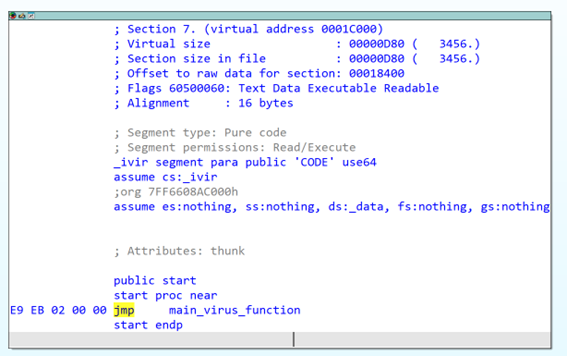 ; Section 7. (virtual address 0001C000)
; Virtual size                  : 00000D80 (   3456.)
; Section size in file          : 00000D80 (   3456.)
; Offset to raw data for section: 00018400
; Flags 60500060: Text Data Executable Readable
; Alignment     : 16 bytes
; Segment type: Pure code
; Segment permissions: Read/Execute
_ivir segment para public 'CODE' use64
assume cs:_ivir
;org 7FF6608AC000h
assume es:nothing, ss:nothing, ds:_data, fs:nothing, gs:nothing
; Attributes: thunk
public start
start proc near
E9 EB 02 00 00 jmp     main_virus_function
start endp